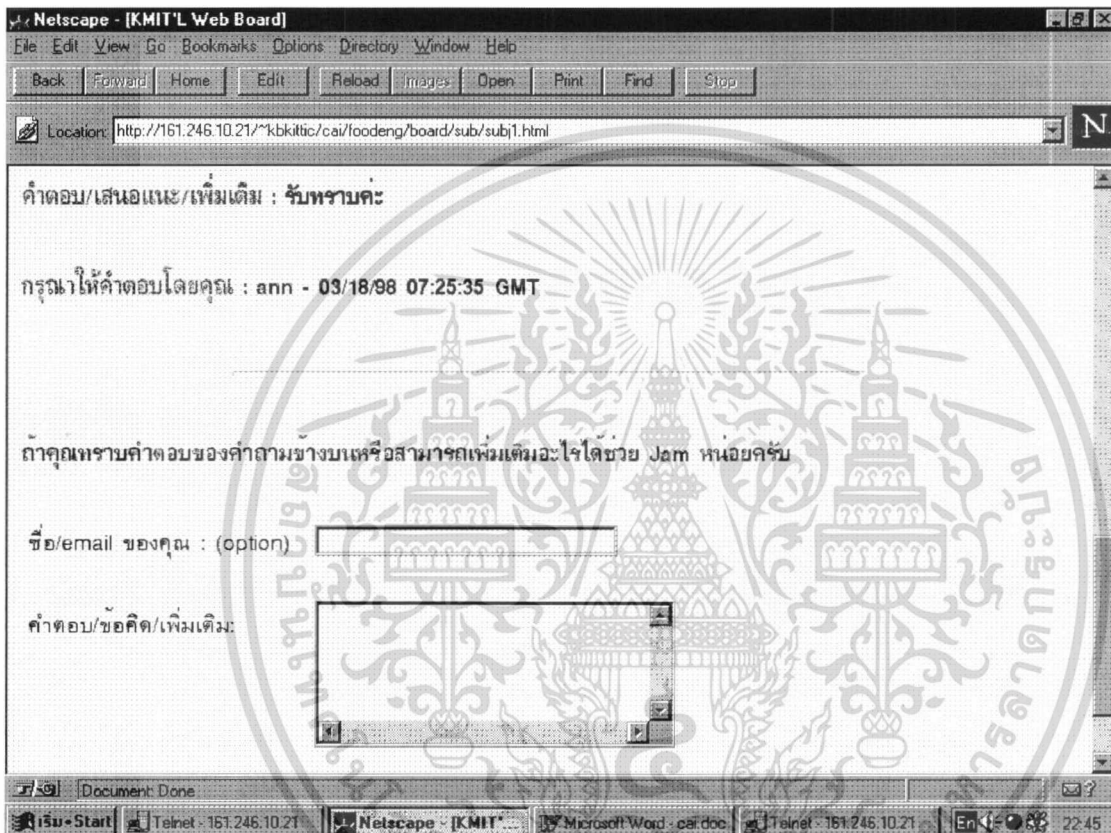 Netscape - [KMIT'L Web Board]
File Edit View Go Bookmarks Options Directory Window Help
Back Forward Home Edit Reload Images Open Print Find Stop
Location: http://161.246.10.21/~kbkittic/cai/foodeng/board/sub/subj1.html
N
คำตอบ/เสนอแนะ/เพิ่มเติม : รับทราบค่ะ
กรุณาให้คำตอบโดยคุณ : ann - 03/18/98 07:25:35 GMT
ถ้าคุณทราบคำตอบของคำถามข้างบนหรือสามารถเพิ่มเติมอะไรได้ช่วย Jam หน่อยครับ
ชื่อ/email ของคุณ : (option)
คำตอบ/ข้อคิด/เพิ่มเติม:
Document: Done
เริ่ม Start Telnet - 161.246.10.21 Netscape - [KMIT'... Microsoft Word - cai.doc Telnet - 161.246.10.21 En 22:45